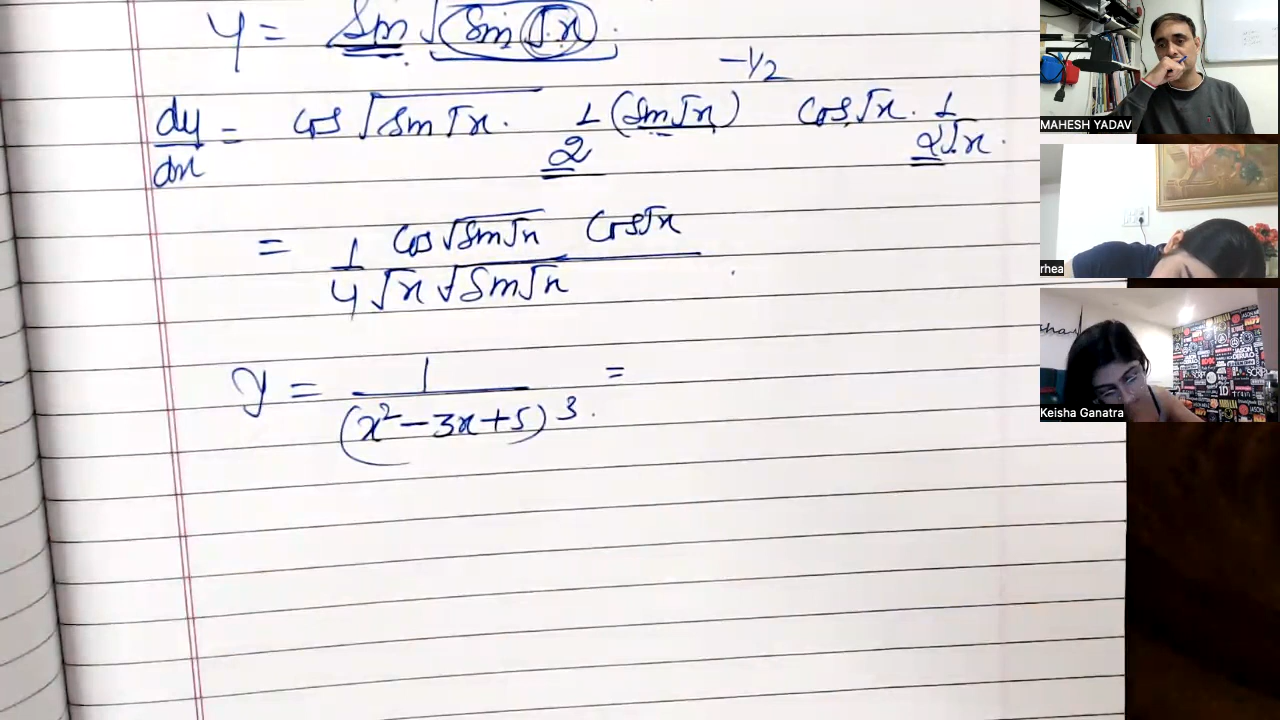 y = Sin √(Sin √x).
dy/dx = cos √(Sin √x) . 1/2 (Sin √x)^-1/2 cos √x . 1/2√x.
= 1/4 cos √(Sin √x) cos √x / √x √(Sin √x)
y = 1/(x² - 3x + 5)³. =
MAHESH YADAV
rhea
Keisha Ganatra